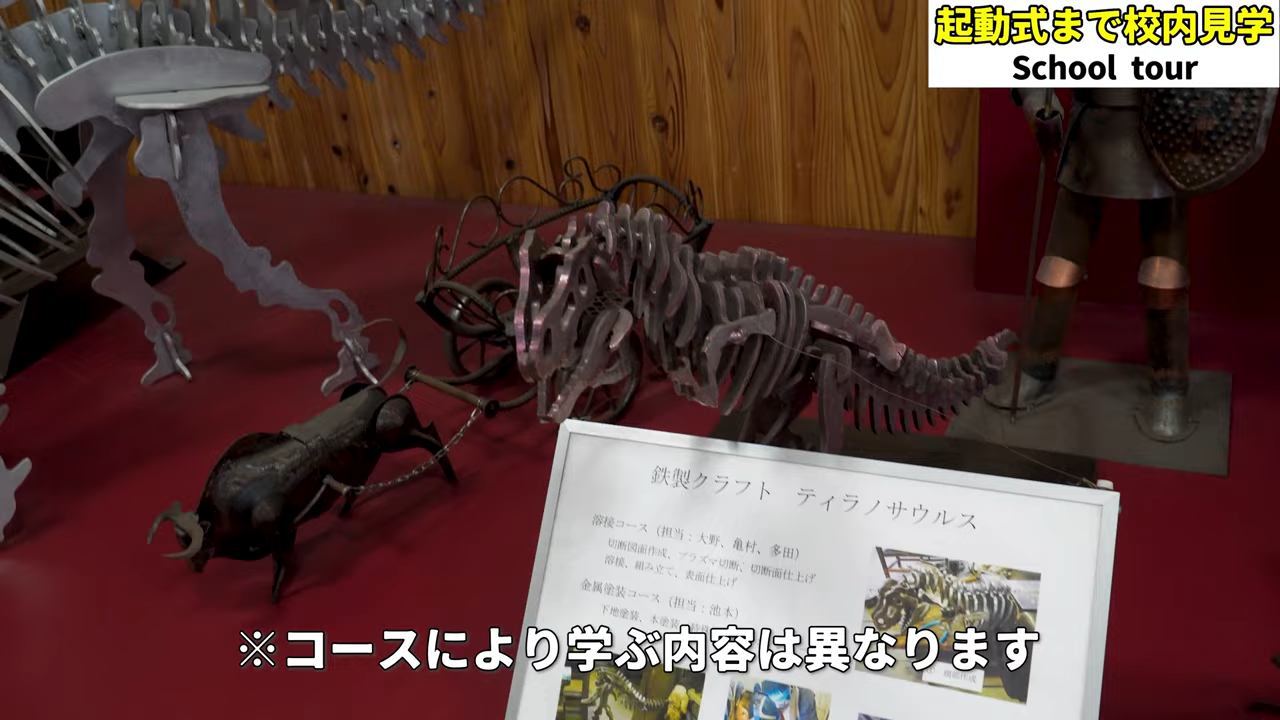 起動式まで校内見学
School tour
鉄製クラフト　ティラノサウルス
溶接コース（担当：大野、亀村、多田）
切断図面作成、プラズマ切断、切断面仕上げ
溶接、組み立て、表面仕上げ
金属塗装コース（担当：池本）
下地塗装、本塗装
※コースにより学ぶ内容は異なります